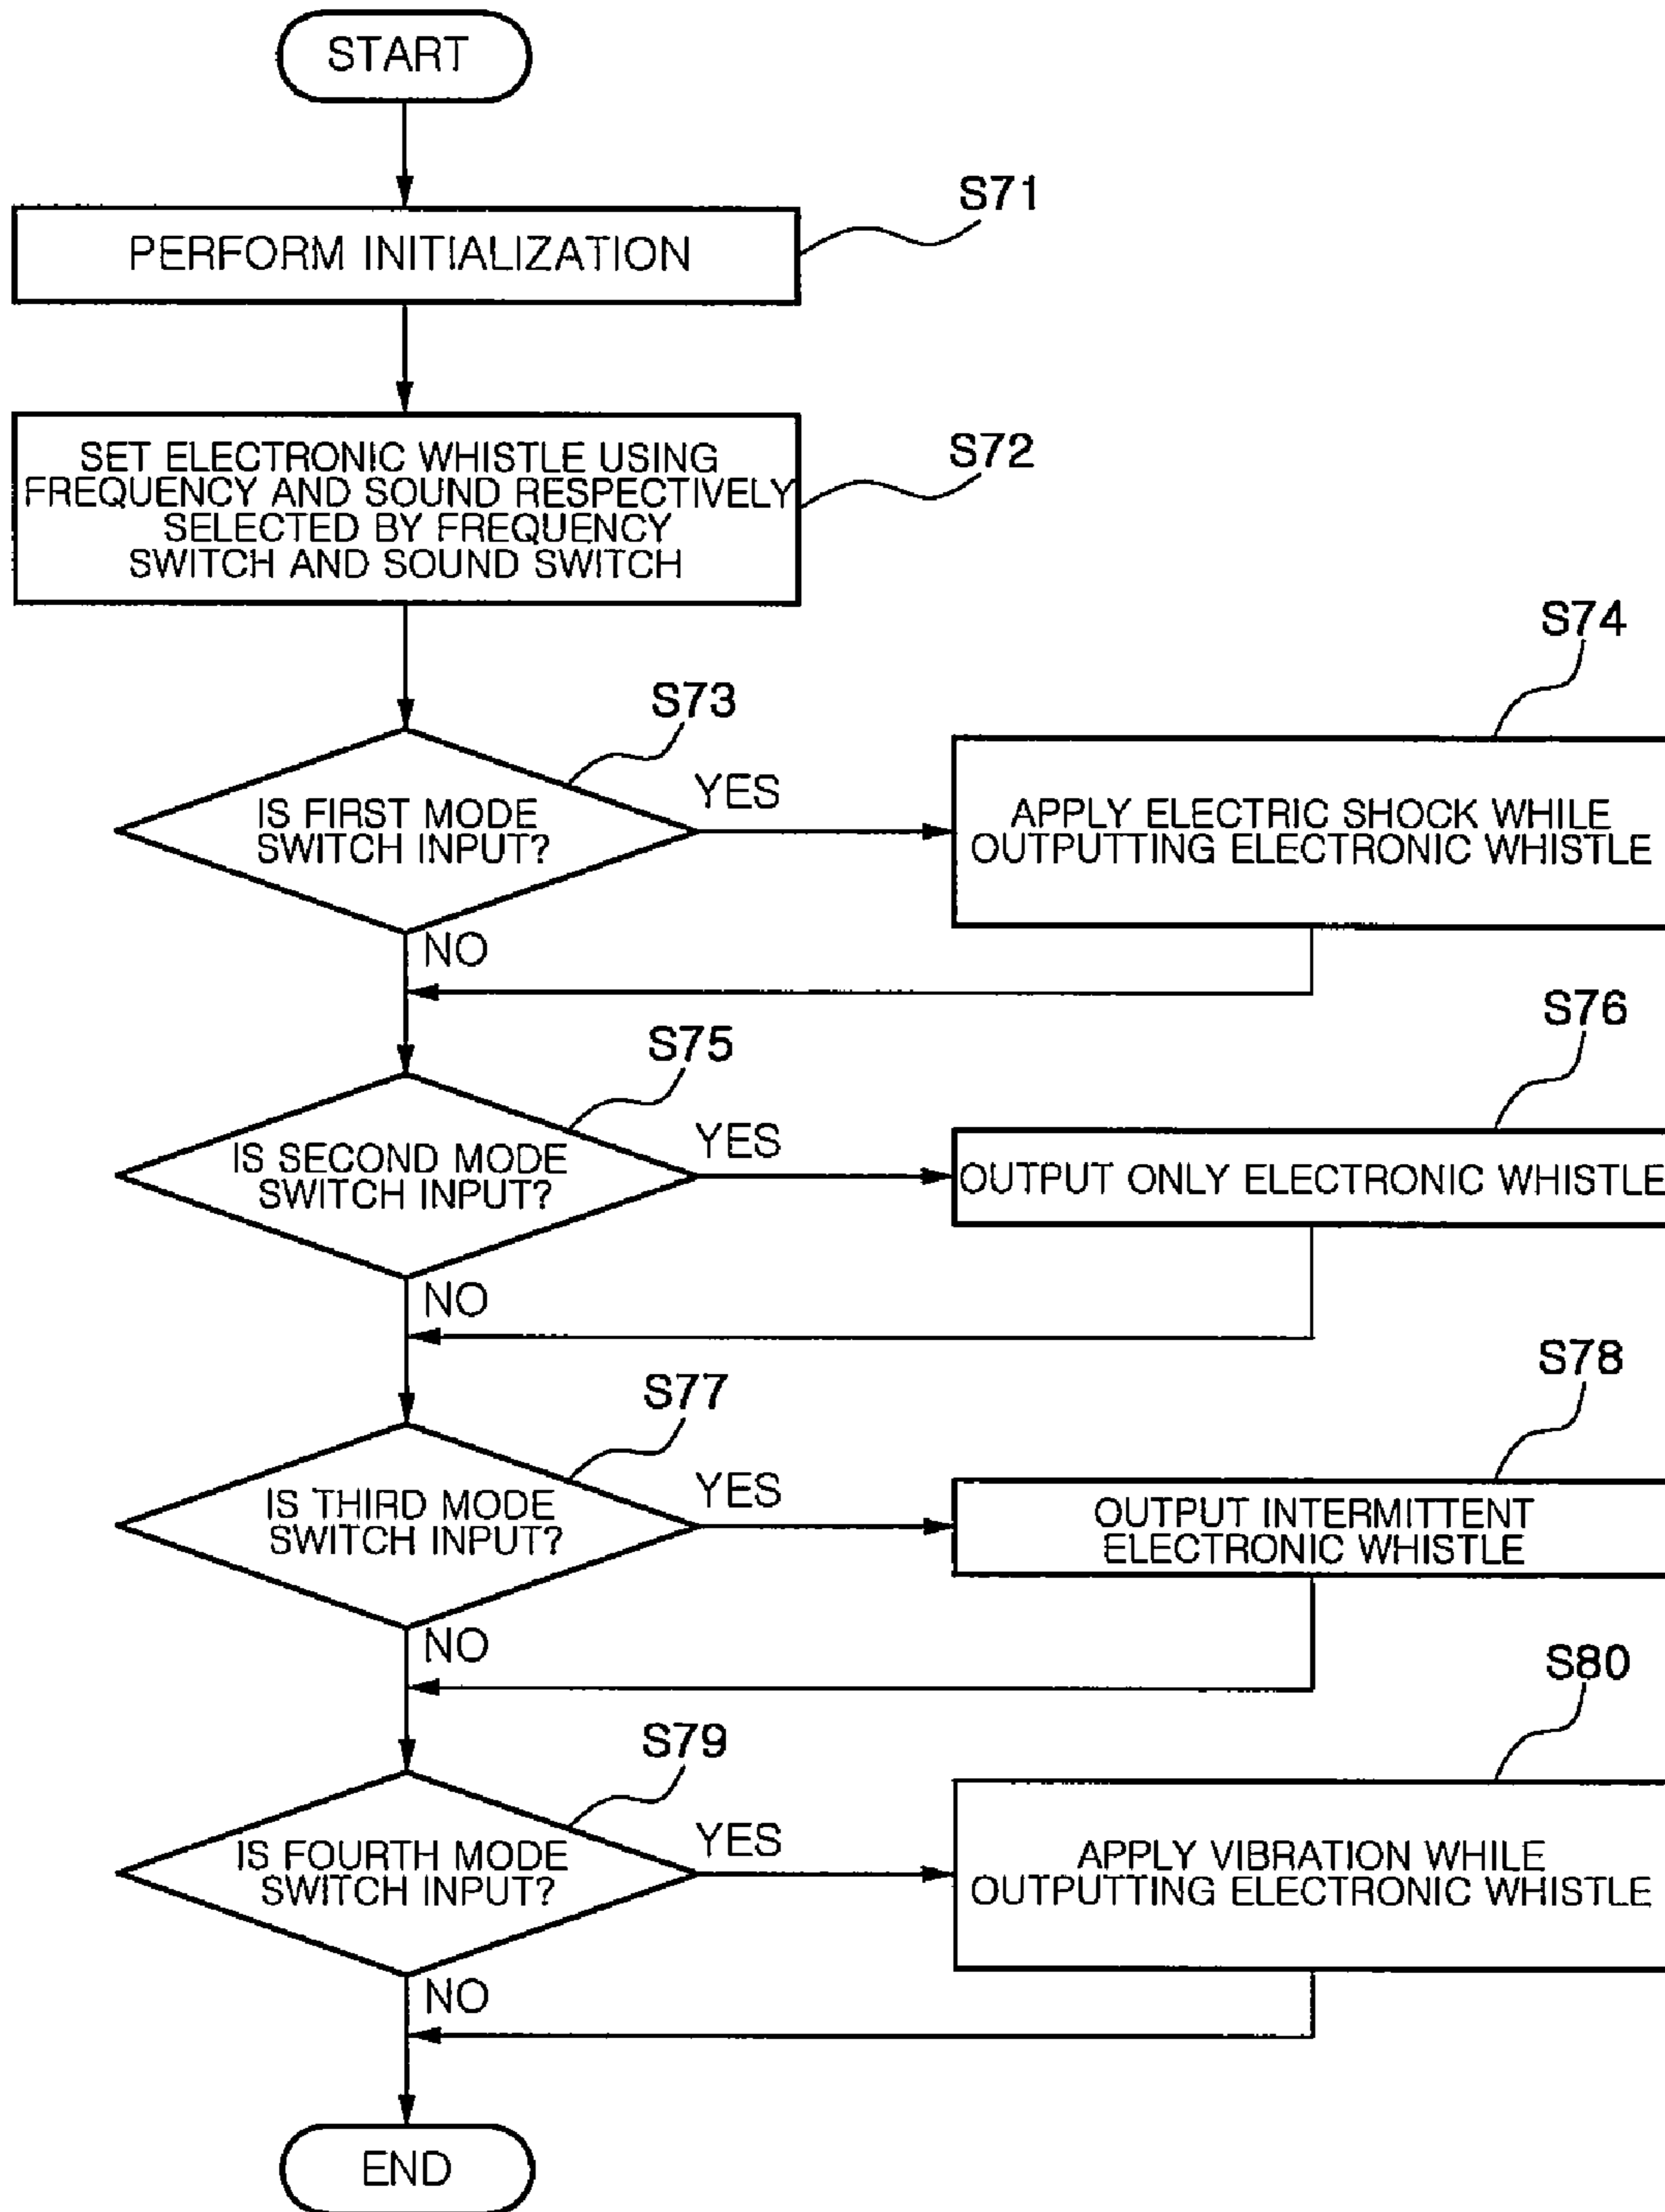 START
S71
PERFORM INITIALIZATION
S72
SET ELECTRONIC WHISTLE USING
FREQUENCY AND SOUND RESPECTIVELY
SELECTED BY FREQUENCY
SWITCH AND SOUND SWITCH
S73
IS FIRST MODE
SWITCH INPUT?
YES
S74
APPLY ELECTRIC SHOCK WHILE
OUTPUTTING ELECTRONIC WHISTLE
NO
S75
IS SECOND MODE
SWITCH INPUT?
YES
S76
OUTPUT ONLY ELECTRONIC WHISTLE
NO
S77
IS THIRD MODE
SWITCH INPUT?
YES
S78
OUTPUT INTERMITTENT
ELECTRONIC WHISTLE
NO
S79
IS FOURTH MODE
SWITCH INPUT?
YES
S80
APPLY VIBRATION WHILE
OUTPUTTING ELECTRONIC WHISTLE
NO
END